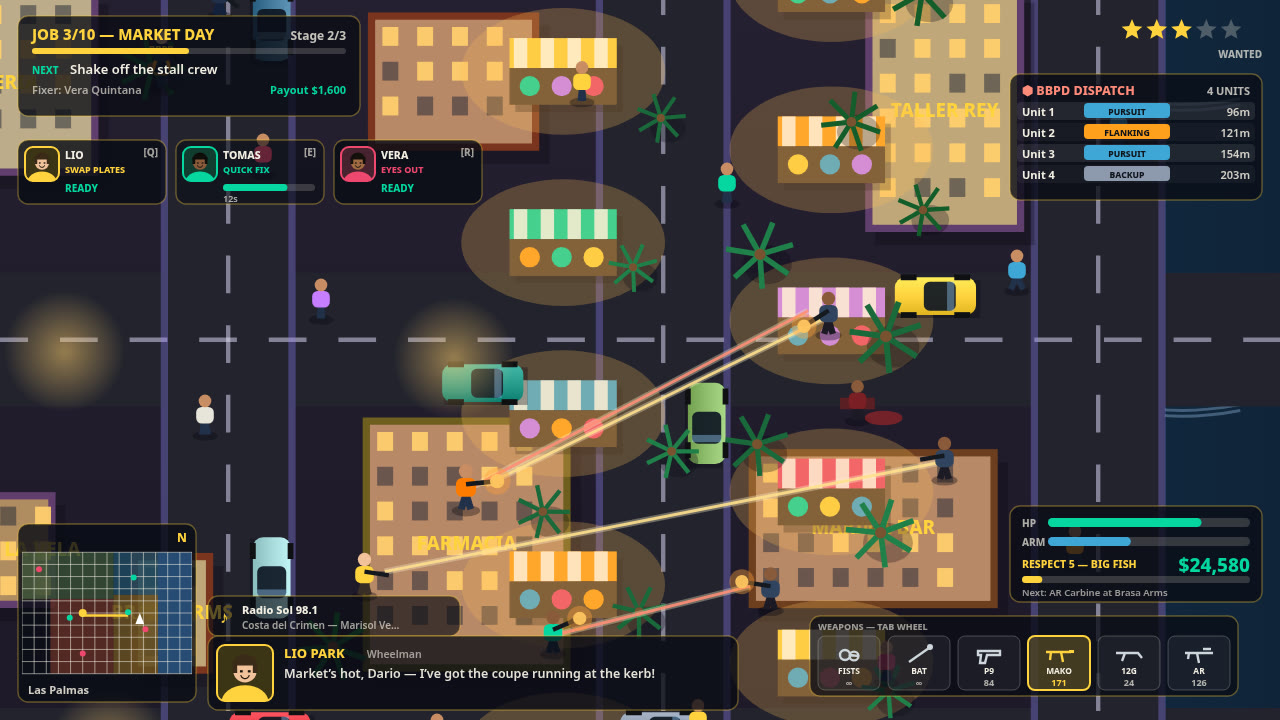 JOB 3/10 — MARKET DAY
Stage 2/3
NEXT Shake off the stall crew
Fixer: Vera Quintana
Payout $1,600
LIO [Q]
SWAP PLATES
READY
TOMAS [E]
QUICK FIX
12s
VERA [R]
EYES OUT
READY
TALLER REY
WANTED
BBPD DISPATCH 4 UNITS
Unit 1 PURSUIT 96m
Unit 2 FLANKING 121m
Unit 3 PURSUIT 154m
Unit 4 BACKUP 203m
FARMACIA
N
Las Palmas
Radio Sol 98.1
Costa del Crimen — Marisol Ve...
LIO PARK Wheelman
Market's hot, Dario — I've got the coupe running at the kerb!
HP
ARM
RESPECT 5 — BIG FISH $24,580
Next: AR Carbine at Brasa Arms
WEAPONS — TAB WHEEL
FISTS ∞
BAT ∞
P9 84
MAKO 171
12G 24
AR 126